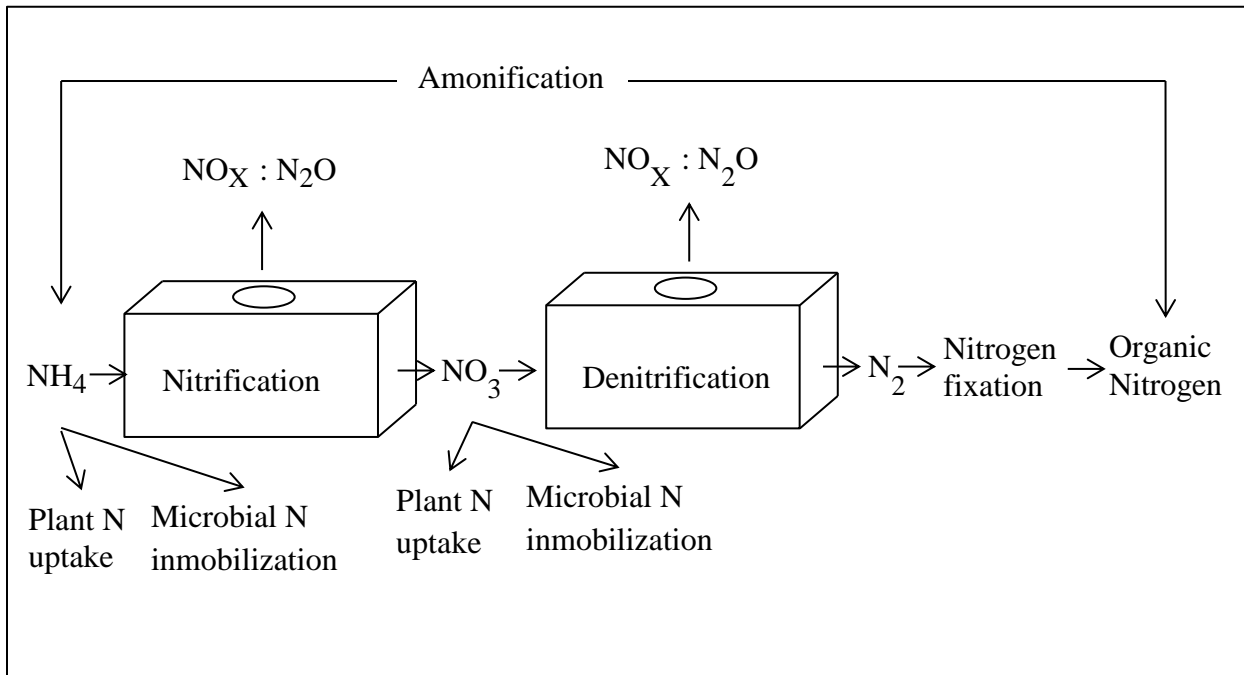 Amonification
NOX : N2O
NOX : N2O
NH4
Nitrification
NO3
Denitrification
N2
Nitrogen
fixation
Organic
Nitrogen
Plant N
uptake
Microbial N
inmobilization
Plant N
uptake
Microbial N
inmobilization